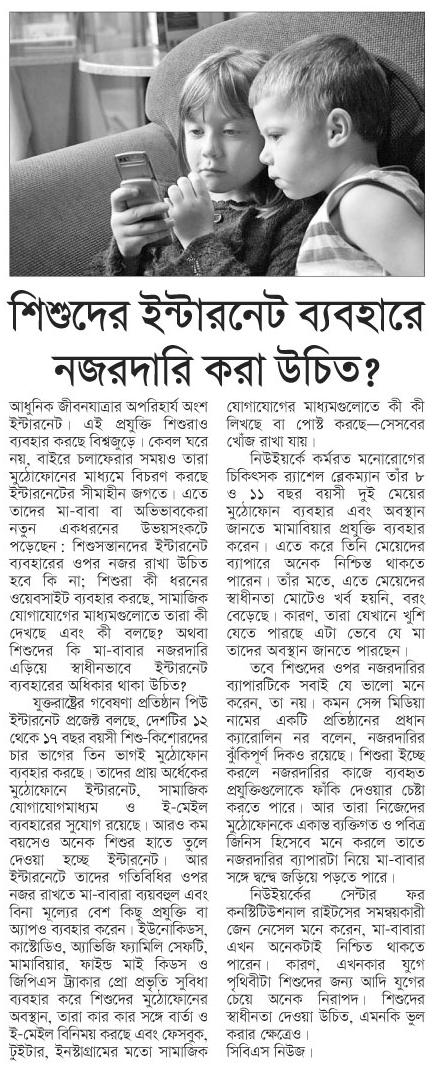 শিশুদের ইন্টারনেট ব্যবহারে
নজরদারি করা উচিত?
আধুনিক জীবনযাত্রার অপরিহার্য অংশ
ইন্টারনেট। এই প্রযুক্তি শিশুরাও
ব্যবহার করছে বিশ্বজুড়ে। কেবল ঘরে
নয়, বাইরে চলাফেরার সময়ও তারা
মুঠোফোনের মাধ্যমে বিচরণ করছে
ইন্টারনেটের সীমাহীন জগতে। এতে
তাদের মা-বাবা বা অভিভাবকেরা
নতুন একধরনের উভয়সংকটে
পড়েছেন : শিশুসন্তানদের ইন্টারনেট
ব্যবহারের ওপর নজর রাখা উচিত
হবে কি না; শিশুরা কী ধরনের
ওয়েবসাইট ব্যবহার করছে, সামাজিক
যোগাযোগের মাধ্যমগুলোতে তারা কী
দেখছে এবং কী বলছে? অথবা
শিশুদের কি মা-বাবার নজরদারি
এড়িয়ে স্বাধীনভাবে ইন্টারনেট
ব্যবহারের অধিকার থাকা উচিত?
যুক্তরাষ্ট্রের গবেষণা প্রতিষ্ঠান পিউ
ইন্টারনেট প্রজেক্ট বলছে, দেশটির ১২
থেকে ১৭ বছর বয়সী শিশু-কিশোরদের
চার ভাগের তিন ভাগই মুঠোফোন
ব্যবহার করছে। তাদের প্রায় অর্ধেকের
মুঠোফোনে ইন্টারনেট, সামাজিক
যোগাযোগমাধ্যম ও ই-মেইল
ব্যবহারের সুযোগ রয়েছে। আরও কম
বয়সেও অনেক শিশুর হাতে তুলে
দেওয়া হচ্ছে ইন্টারনেট। আর
ইন্টারনেটে তাদের গতিবিধির ওপর
নজর রাখতে মা-বাবারা ব্যয়বহুল এবং
বিনা মূল্যের বেশ কিছু প্রযুক্তি বা
অ্যাপও ব্যবহার করেন। ইউনোকিডস,
কাস্টোডিও, অ্যাভিজি ফ্যামিলি সেফটি,
মামাবিয়ার, ফাইন্ড মাই কিডস ও
জিপিএস ট্র্যাকার প্রো প্রভৃতি সুবিধা
ব্যবহার করে শিশুদের মুঠোফোনের
অবস্থান, তারা কার কার সঙ্গে বার্তা ও
ই-মেইল বিনিময় করছে এবং ফেসবুক,
টুইটার, ইনস্টাগ্রামের মতো সামাজিক
যোগাযোগের মাধ্যমগুলোতে কী কী
লিখছে বা পোস্ট করছে—সেসবের
খোঁজ রাখা যায়।
নিউইয়র্কে কর্মরত মনোরোগের
চিকিৎসক র‍্যাশেল ব্লেকম্যান তাঁর ৮
ও ১১ বছর বয়সী দুই মেয়ের
মুঠোফোন ব্যবহার এবং অবস্থান
জানতে মামাবিয়ার প্রযুক্তি ব্যবহার
করেন। এতে করে তিনি মেয়েদের
ব্যাপারে অনেক নিশ্চিন্ত থাকতে
পারেন। তাঁর মতে, এতে মেয়েদের
স্বাধীনতা মোটেও খর্ব হয়নি, বরং
বেড়েছে। কারণ, তারা যেখানে খুশি
যেতে পারছে এটা ভেবে যে মা
তাদের অবস্থান জানতে পারছেন।
তবে শিশুদের ওপর নজরদারির
ব্যাপারটিকে সবাই যে ভালো মনে
করেন, তা নয়। কমন সেন্স মিডিয়া
নামের একটি প্রতিষ্ঠানের প্রধান
ক্যারোলিন নর বলেন, নজরদারির
ঝুঁকিপূর্ণ দিকও রয়েছে। শিশুরা ইচ্ছে
করলে নজরদারির কাজে ব্যবহৃত
প্রযুক্তিগুলোকে ফাঁকি দেওয়ার চেষ্টা
করতে পারে। আর তারা নিজেদের
মুঠোফোনকে একান্ত ব্যক্তিগত ও পবিত্র
জিনিস হিসেবে মনে করলে তাতে
নজরদারির ব্যাপারটা নিয়ে মা-বাবার
সঙ্গে দ্বন্দ্বে জড়িয়ে পড়তে পারে।
নিউইয়র্কের সেন্টার ফর
কনস্টিটিউশনাল রাইটসের সমন্বয়কারী
জেন নেসেল মনে করেন, মা-বাবারা
এখন অনেকটাই নিশ্চিত থাকতে
পারেন। কারণ, এখনকার যুগে
পৃথিবীটা শিশুদের জন্য আদি যুগের
চেয়ে অনেক নিরাপদ। শিশুদের
স্বাধীনতা দেওয়া উচিত, এমনকি ভুল
করার ক্ষেত্রেও।
সিবিএস নিউজ।